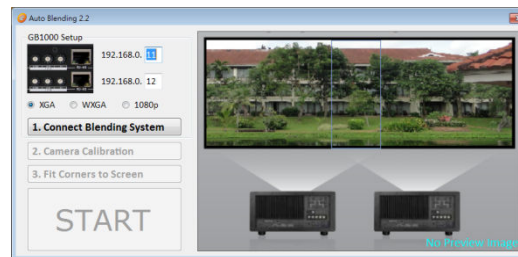 Auto Blending 2.2
GB1000 Setup
192.168.0. 11
192.168.0. 12
XGA WXGA 1080p
1. Connect Blending System
2. Camera Calibration
3. Fit Corners to Screen
START
No Preview Image